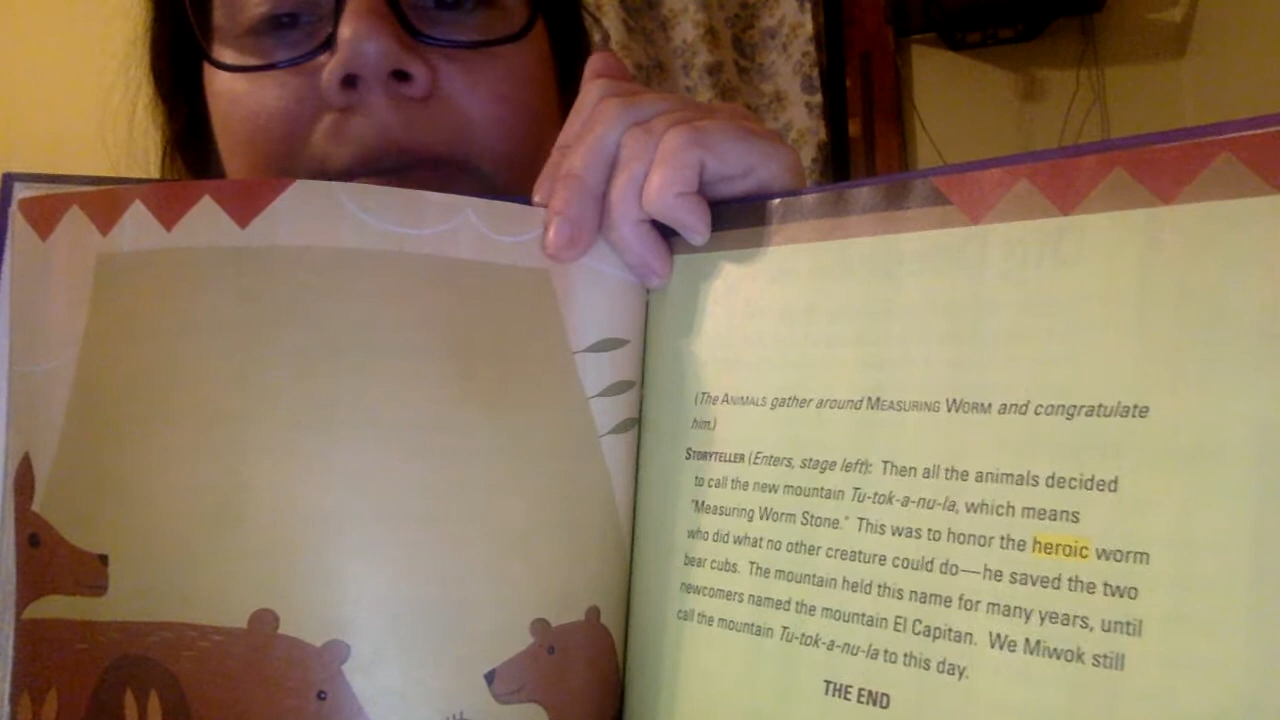 (The ANIMALS gather around MEASURING WORM and congratulate
him.)
STORYTELLER (Enters, stage left): Then all the animals decided
to call the new mountain Tu-tok-a-nu-la, which means
"Measuring Worm Stone." This was to honor the heroic worm
who did what no other creature could do—he saved the two
bear cubs. The mountain held this name for many years, until
newcomers named the mountain El Capitan. We Miwok still
call the mountain Tu-tok-a-nu-la to this day.
THE END